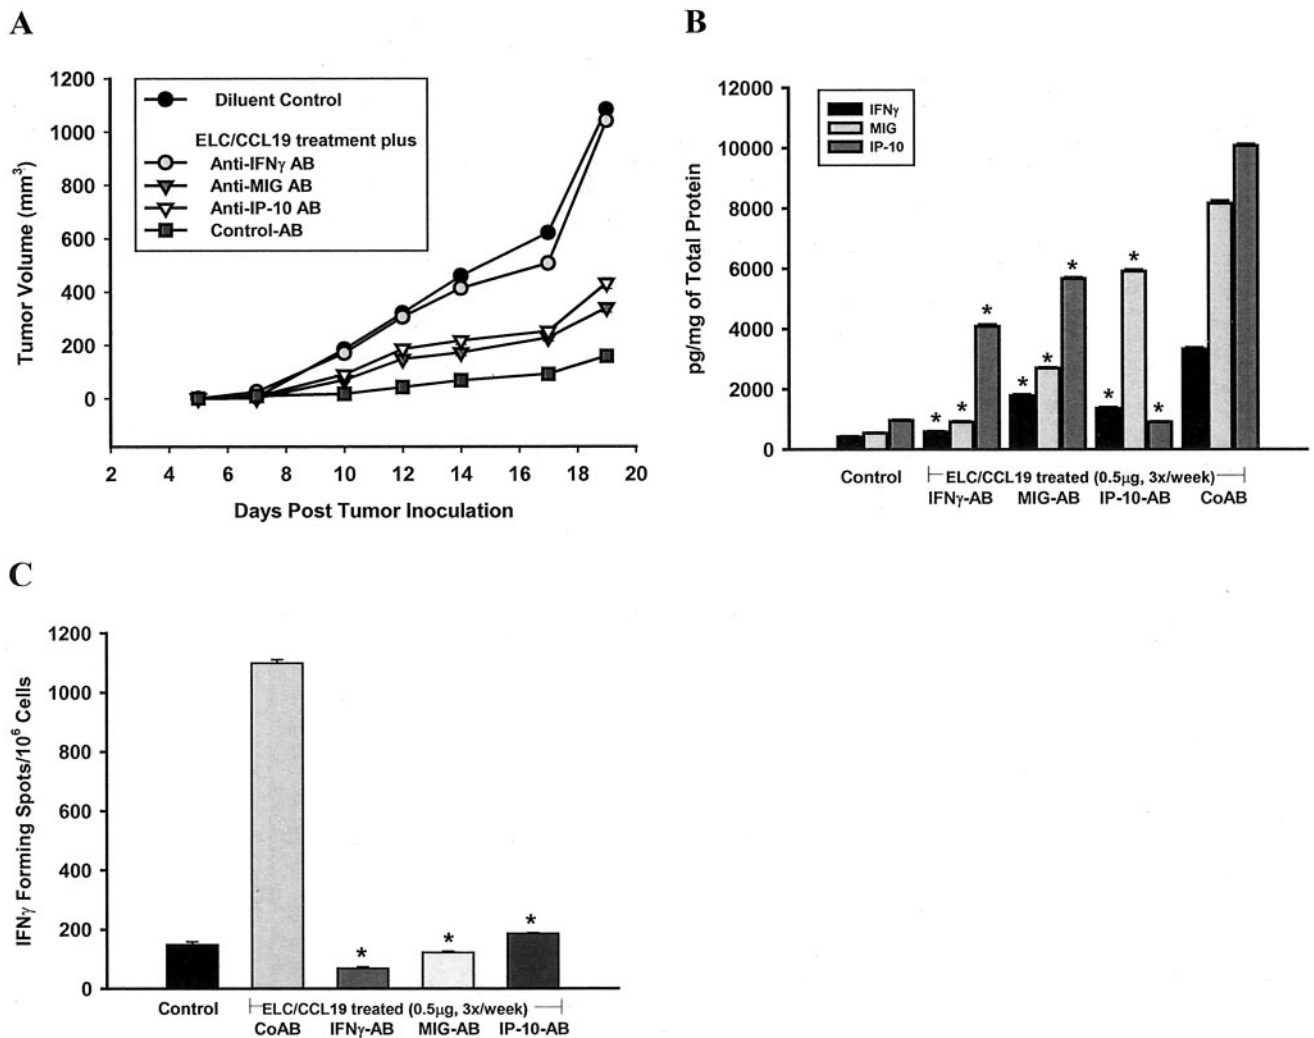 A
1200
1000
800
600
400
200
0
Tumor Volume (mm³)
Diluent Control
ELC/CCL19 treatment plus
Anti-IFNγ AB
Anti-MIG AB
Anti-IP-10 AB
Control-AB
2 4 6 8 10 12 14 16 18 20
Days Post Tumor Inoculation
B
12000
10000
8000
6000
4000
2000
0
pg/mg of Total Protein
IFNγ
MIG
IP-10
* * *
* * *
* * *
Control
ELC/CCL19 treated (0.5μg, 3x/week)
IFNγ-AB MIG-AB IP-10-AB CoAB
C
1200
1000
800
600
400
200
0
IFNγ Forming Spots/10⁶ Cells
* * *
Control
ELC/CCL19 treated (0.5μg, 3x/week)
CoAB IFNγ-AB MIG-AB IP-10-AB